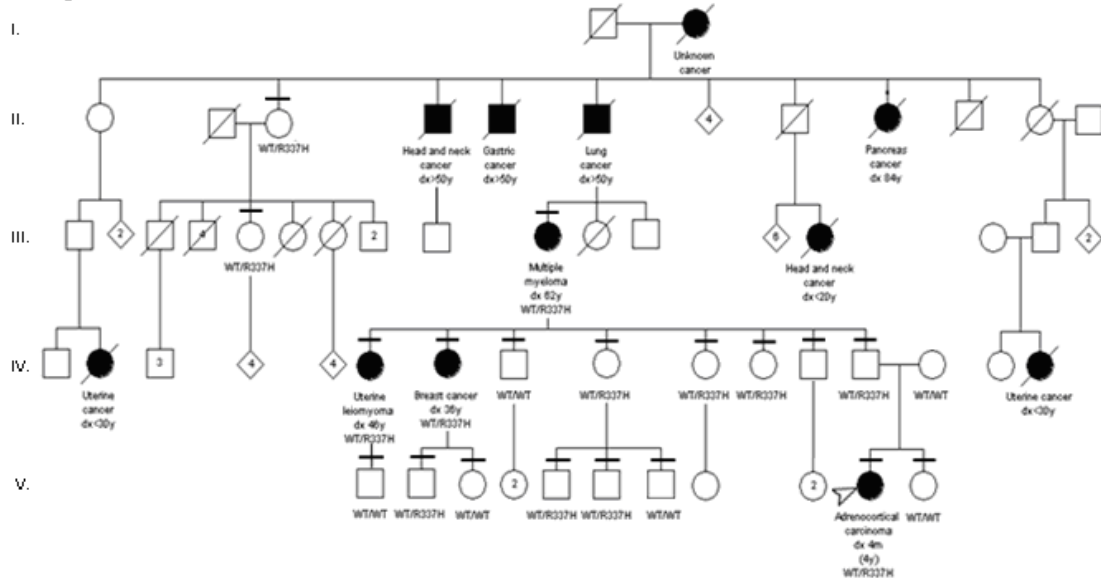 I.
Unknown
cancer
II.
4
WT/R337H
Head and neck
cancer
dx>50y
Gastric
cancer
dx>50y
Lung
cancer
dx>50y
Pancreas
cancer
dx 84y
III.
2
4
2
6
2
WT/R337H
Multiple
myeloma
dx 62y
WT/R337H
Head and neck
cancer
dx<20y
IV.
3
4
4
Uterine
cancer
dx<30y
Uterine
leiomyoma
dx 46y
WT/R337H
Breast cancer
dx 36y
WT/R337H
WT/WT
WT/R337H
WT/R337H
WT/R337H
WT/WT
Uterine cancer
dx<30y
V.
2
2
WT/WT
WT/R337H
WT/WT
WT/R337H
WT/R337H
WT/WT
Adrenocortical
carcinoma
dx 4m
(4y)
WT/R337H
WT/WT